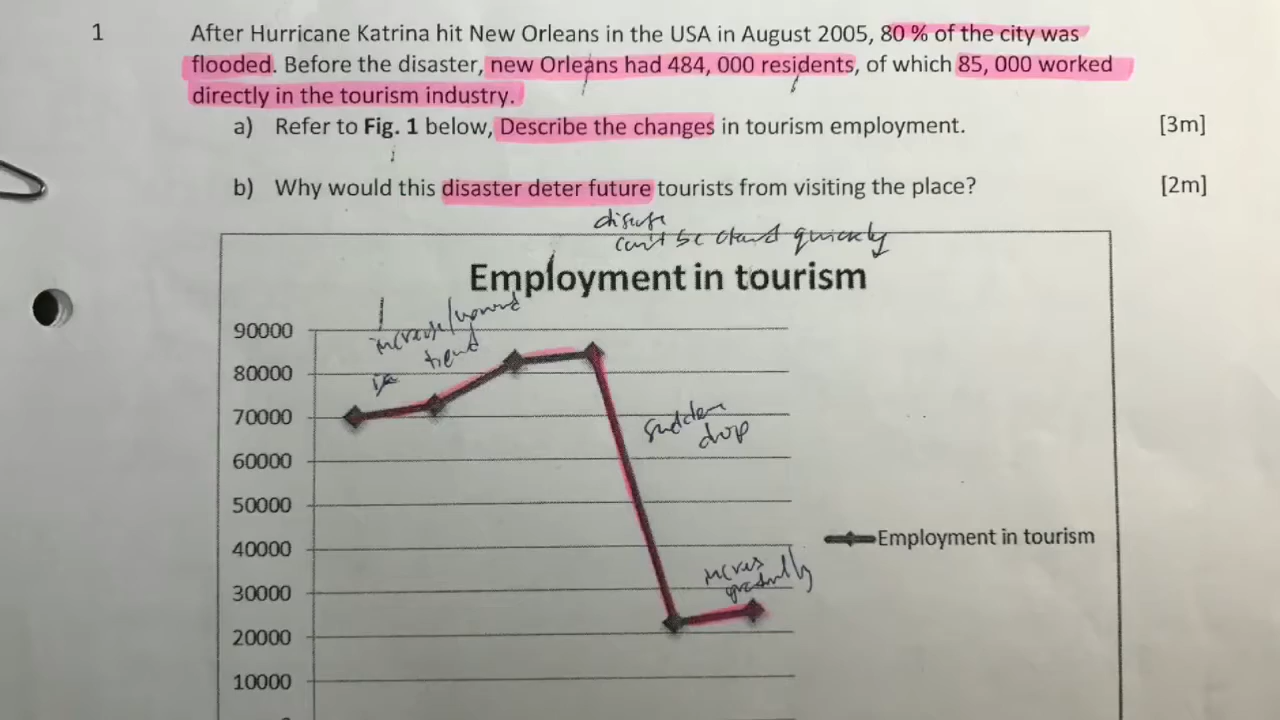 1 After Hurricane Katrina hit New Orleans in the USA in August 2005, 80 % of the city was
flooded. Before the disaster, new Orleans had 484, 000 residents, of which 85, 000 worked
directly in the tourism industry.
a) Refer to Fig. 1 below, Describe the changes in tourism employment. [3m]
b) Why would this disaster deter future tourists from visiting the place? [2m]
can't be quickly
Employment in tourism
increase/upward
trend
90000
80000
70000
60000
50000
40000
30000
20000
10000
sudden
drop
gradually
Employment in tourism